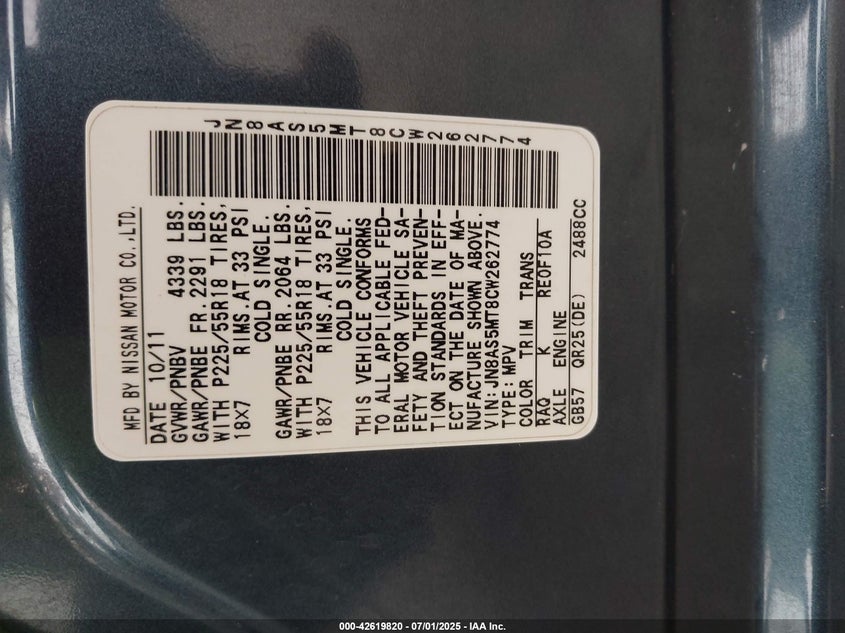 JN8AS5MT8CW262774
MFD BY NISSAN MOTOR CO.,LTD.
DATE 10/11
GVWR/PNBV 4339 LBS.
GAWR/PNBE FR. 2291 LBS.
WITH P225/55R18 TIRES,
18X7 RIMS.AT 33 PSI
COLD SINGLE.
GAWR/PNBE RR. 2064 LBS.
WITH P225/55R18 TIRES,
18X7 RIMS.AT 33 PSI
COLD SINGLE.
THIS VEHICLE CONFORMS
TO ALL APPLICABLE FED-
ERAL MOTOR VEHICLE SA-
FETY AND THEFT PREVEN-
TION STANDARDS IN EFF-
ECT ON THE DATE OF MA-
NUFACTURE SHOWN ABOVE.
VIN:JN8AS5MT8CW262774
TYPE:MPV
COLOR TRIM TRANS
RAQ K RE0F10A
AXLE ENGINE
GB57 QR25(DE) 2488CC
000-42619820 - 07/01/2025 - IAA Inc.